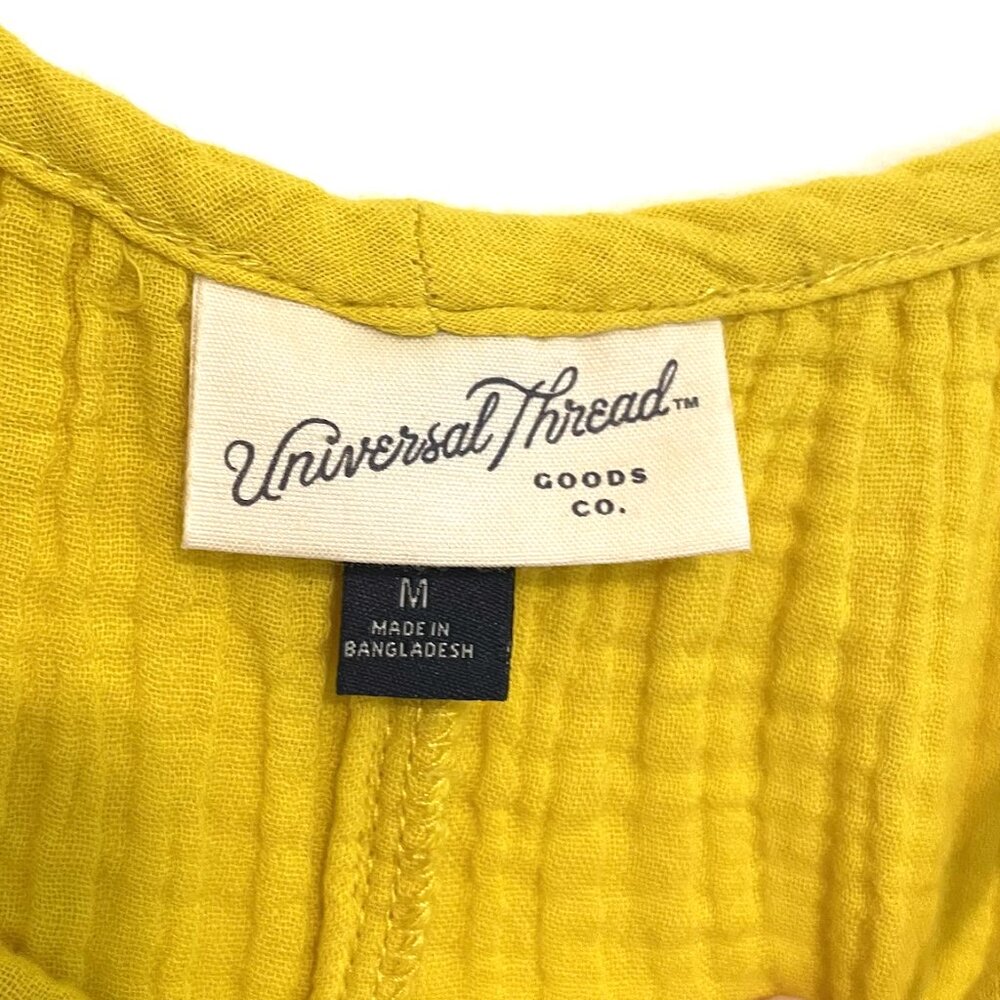 Universal Thread™
GOODS
CO.
M
MADE IN
BANGLADESH